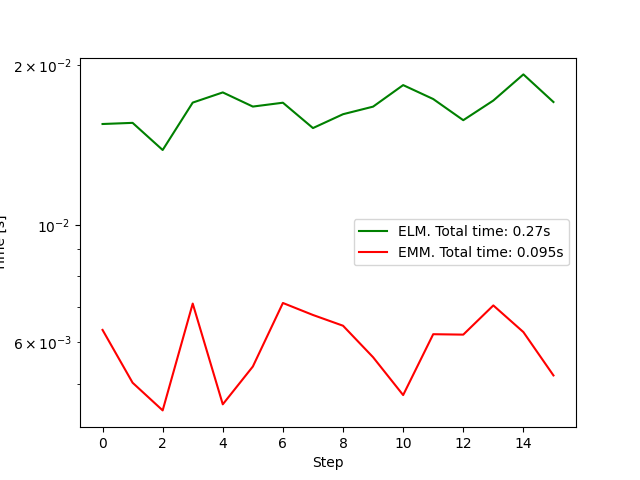 2 × 10⁻²
10⁻²
6 × 10⁻³
ELM. Total time: 0.27s
EMM. Total time: 0.095s
0 2 4 6 8 10 12 14
Step